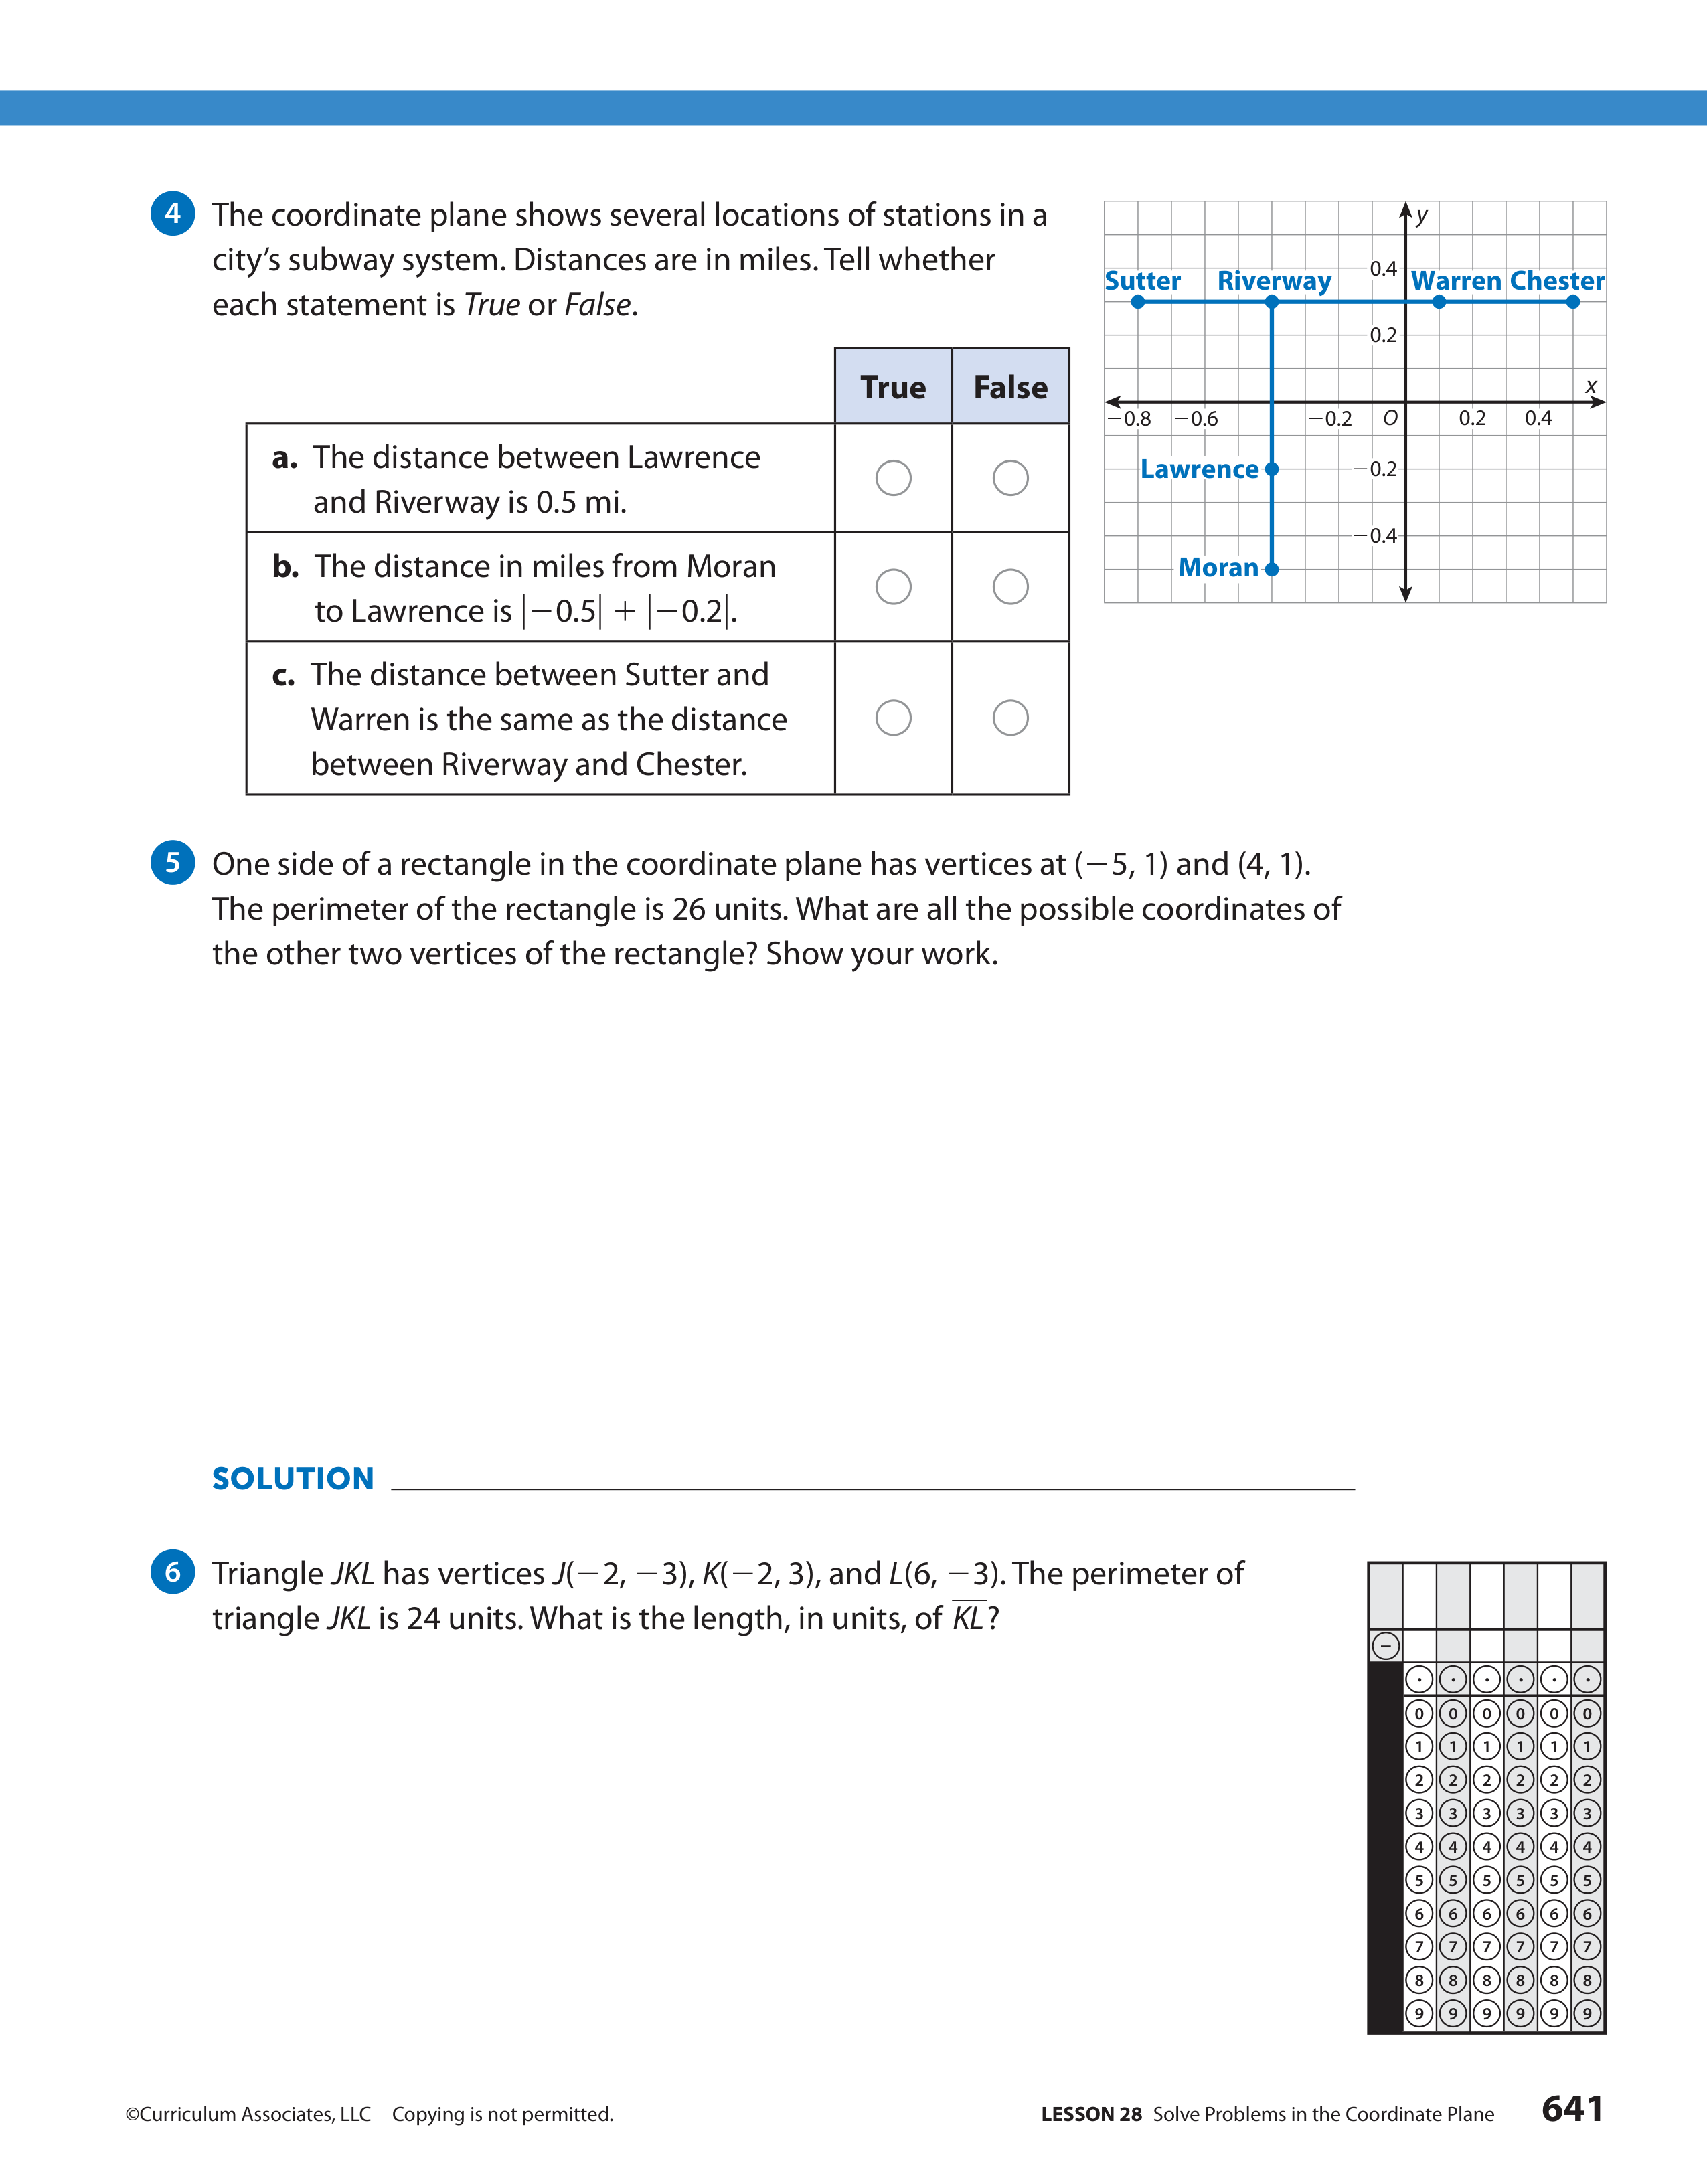 4 The coordinate plane shows several locations of stations in a
city's subway system. Distances are in miles. Tell whether
each statement is True or False.
True False
a. The distance between Lawrence
and Riverway is 0.5 mi.
b. The distance in miles from Moran
to Lawrence is |−0.5| + |−0.2|.
c. The distance between Sutter and
Warren is the same as the distance
between Riverway and Chester.
y
0.4
Sutter Riverway Warren Chester
0.2
x
−0.8 −0.6 −0.2 O 0.2 0.4
Lawrence −0.2
−0.4
Moran
5 One side of a rectangle in the coordinate plane has vertices at (−5, 1) and (4, 1).
The perimeter of the rectangle is 26 units. What are all the possible coordinates of
the other two vertices of the rectangle? Show your work.
SOLUTION
6 Triangle JKL has vertices J(−2, −3), K(−2, 3), and L(6, −3). The perimeter of
triangle JKL is 24 units. What is the length, in units, of KL?
−
. . . . . .
0 0 0 0 0 0
1 1 1 1 1 1
2 2 2 2 2 2
3 3 3 3 3 3
4 4 4 4 4 4
5 5 5 5 5 5
6 6 6 6 6 6
7 7 7 7 7 7
8 8 8 8 8 8
9 9 9 9 9 9
©Curriculum Associates, LLC Copying is not permitted.
LESSON 28 Solve Problems in the Coordinate Plane 641